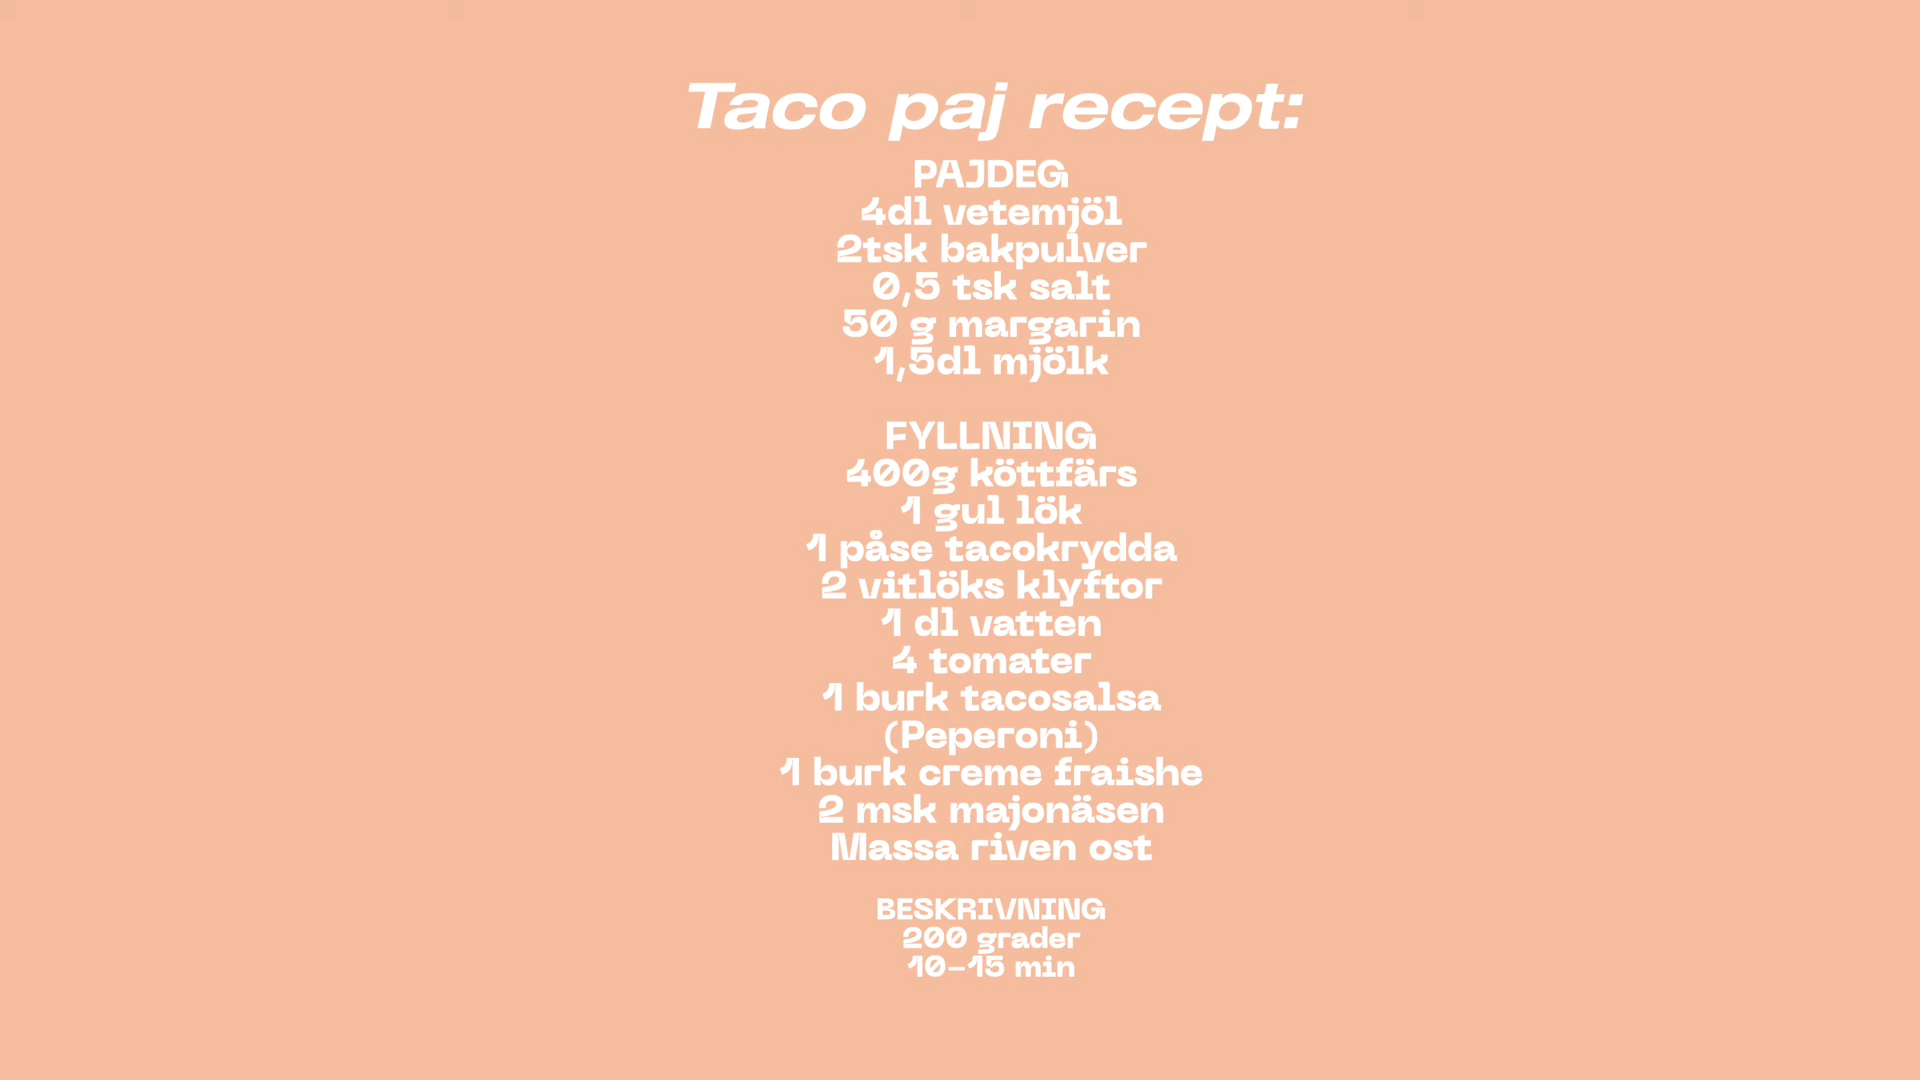 Taco paj recept:
PAJDEG
4dl vetemjöl
2tsk bakpulver
0,5 tsk salt
50 g margarin
1,5dl mjölk
FYLLNING
400g köttfärs
1 gul lök
1 påse tacokrydda
2 vitlöks klyftor
1 dl vatten
4 tomater
1 burk tacosalsa
(Peperoni)
1 burk creme fraishe
2 msk majonäsen
Massa riven ost
BESKRIVNING
200 grader
10-15 min